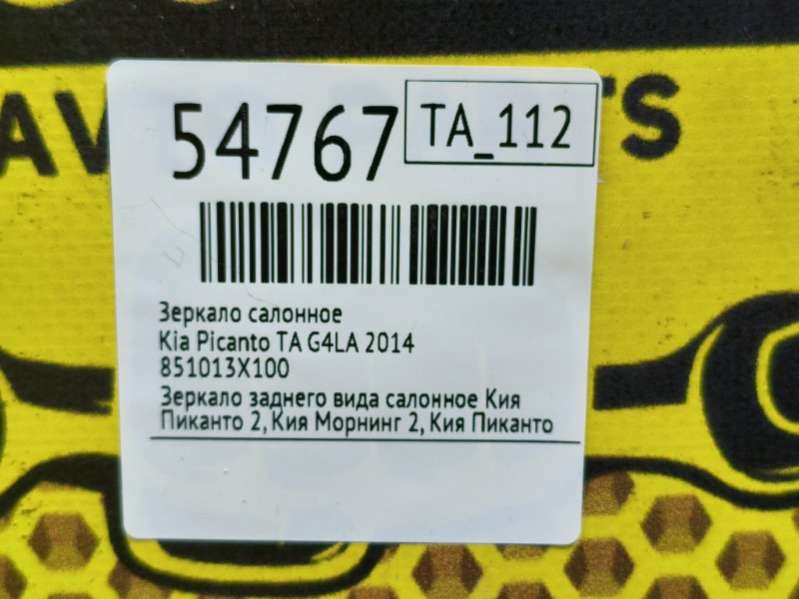 54767
TA_112
Зеркало салонное
Kia Picanto TA G4LA 2014
851013X100
Зеркало заднего вида салонное Кия
Пиканто 2, Кия Морнинг 2, Кия Пиканто